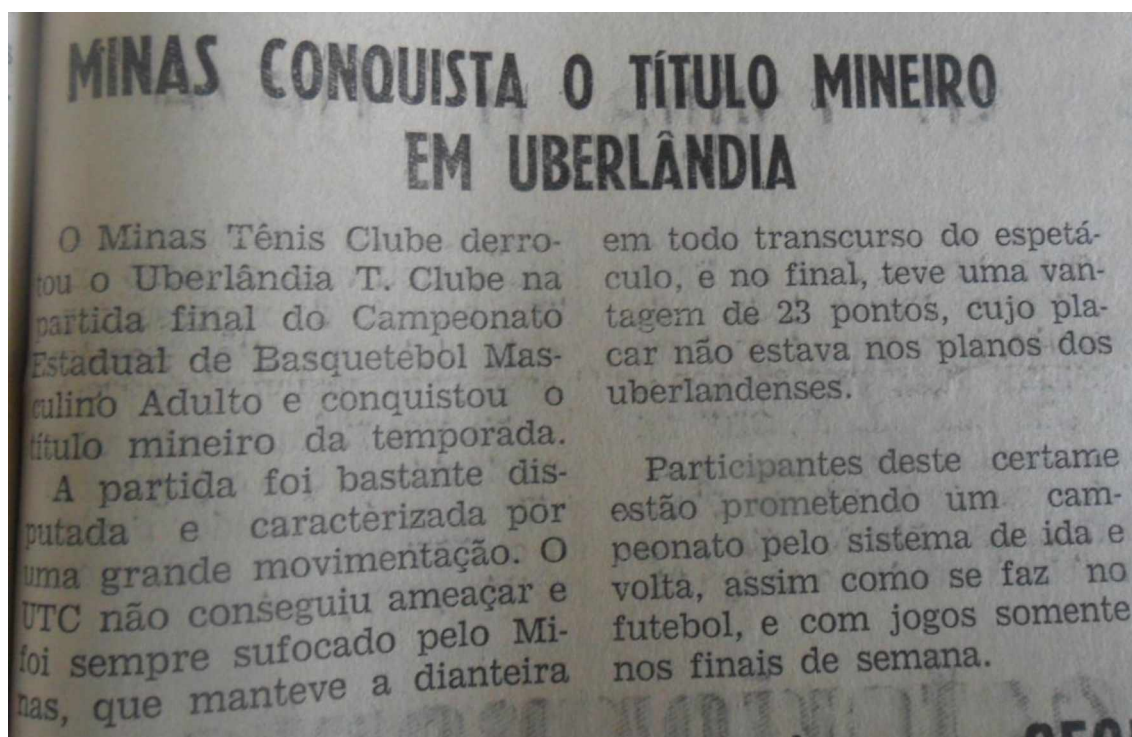 MINAS CONQUISTA O TÍTULO MINEIRO
EM UBERLÂNDIA
O Minas Tênis Clube derro-
tou o Uberlândia T. Clube na
partida final do Campeonato
Estadual de Basquetebol Mas-
culino Adulto e conquistou o
título mineiro da temporada.
A partida foi bastante dis-
putada e caracterizada por
uma grande movimentação. O
UTC não conseguiu ameaçar e
foi sempre sufocado pelo Mi-
nas, que manteve a dianteira
em todo transcurso do espetá-
culo, e no final, teve uma van-
tagem de 23 pontos, cujo pla-
car não estava nos planos dos
uberlandenses.
Participantes deste certame
estão prometendo um cam-
peonato pelo sistema de ida e
volta, assim como se faz no
futebol, e com jogos somente
nos finais de semana.